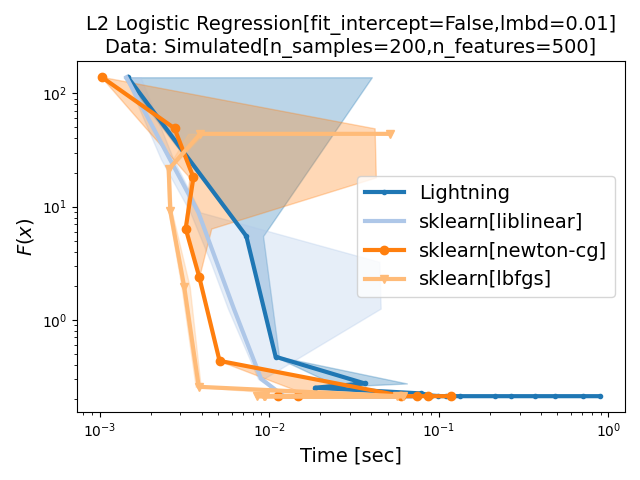 L2 Logistic Regression[fit_intercept=False,lmbd=0.01]
Data: Simulated[n_samples=200,n_features=500]
F(x)
10²
10¹
10⁰
Lightning
sklearn[liblinear]
sklearn[newton-cg]
sklearn[lbfgs]
10⁻³ 10⁻² 10⁻¹ 10⁰
Time [sec]